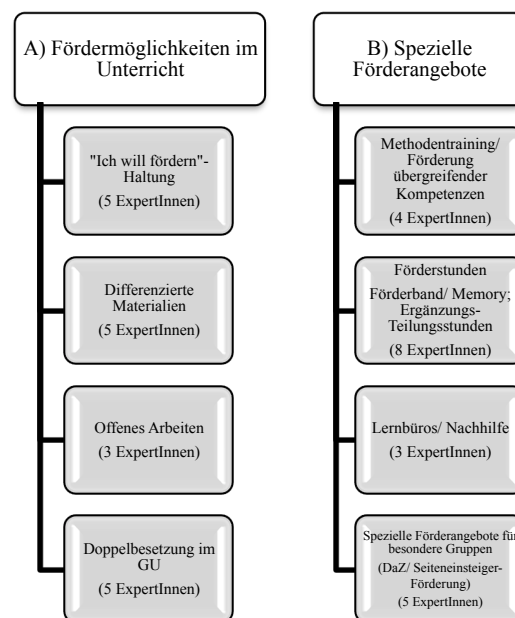 A) Fördermöglichkeiten im
Unterricht
"Ich will fördern"-
Haltung
(5 ExpertInnen)
Differenzierte
Materialien
(5 ExpertInnen)
Offenes Arbeiten
(3 ExpertInnen)
Doppelbesetzung im
GU
(5 ExpertInnen)
B) Spezielle
Förderangebote
Methodentraining/
Förderung
übergreifender
Kompetenzen
(4 ExpertInnen)
Förderstunden
Förderband/ Memory;
Ergänzungs-
Teilungsstunden
(8 ExpertInnen)
Lernbüros/ Nachhilfe
(3 ExpertInnen)
Spezielle Förderangebote für
besondere Gruppen
(DaZ/ Seiteneinsteiger-
Förderung)
(5 ExpertInnen)